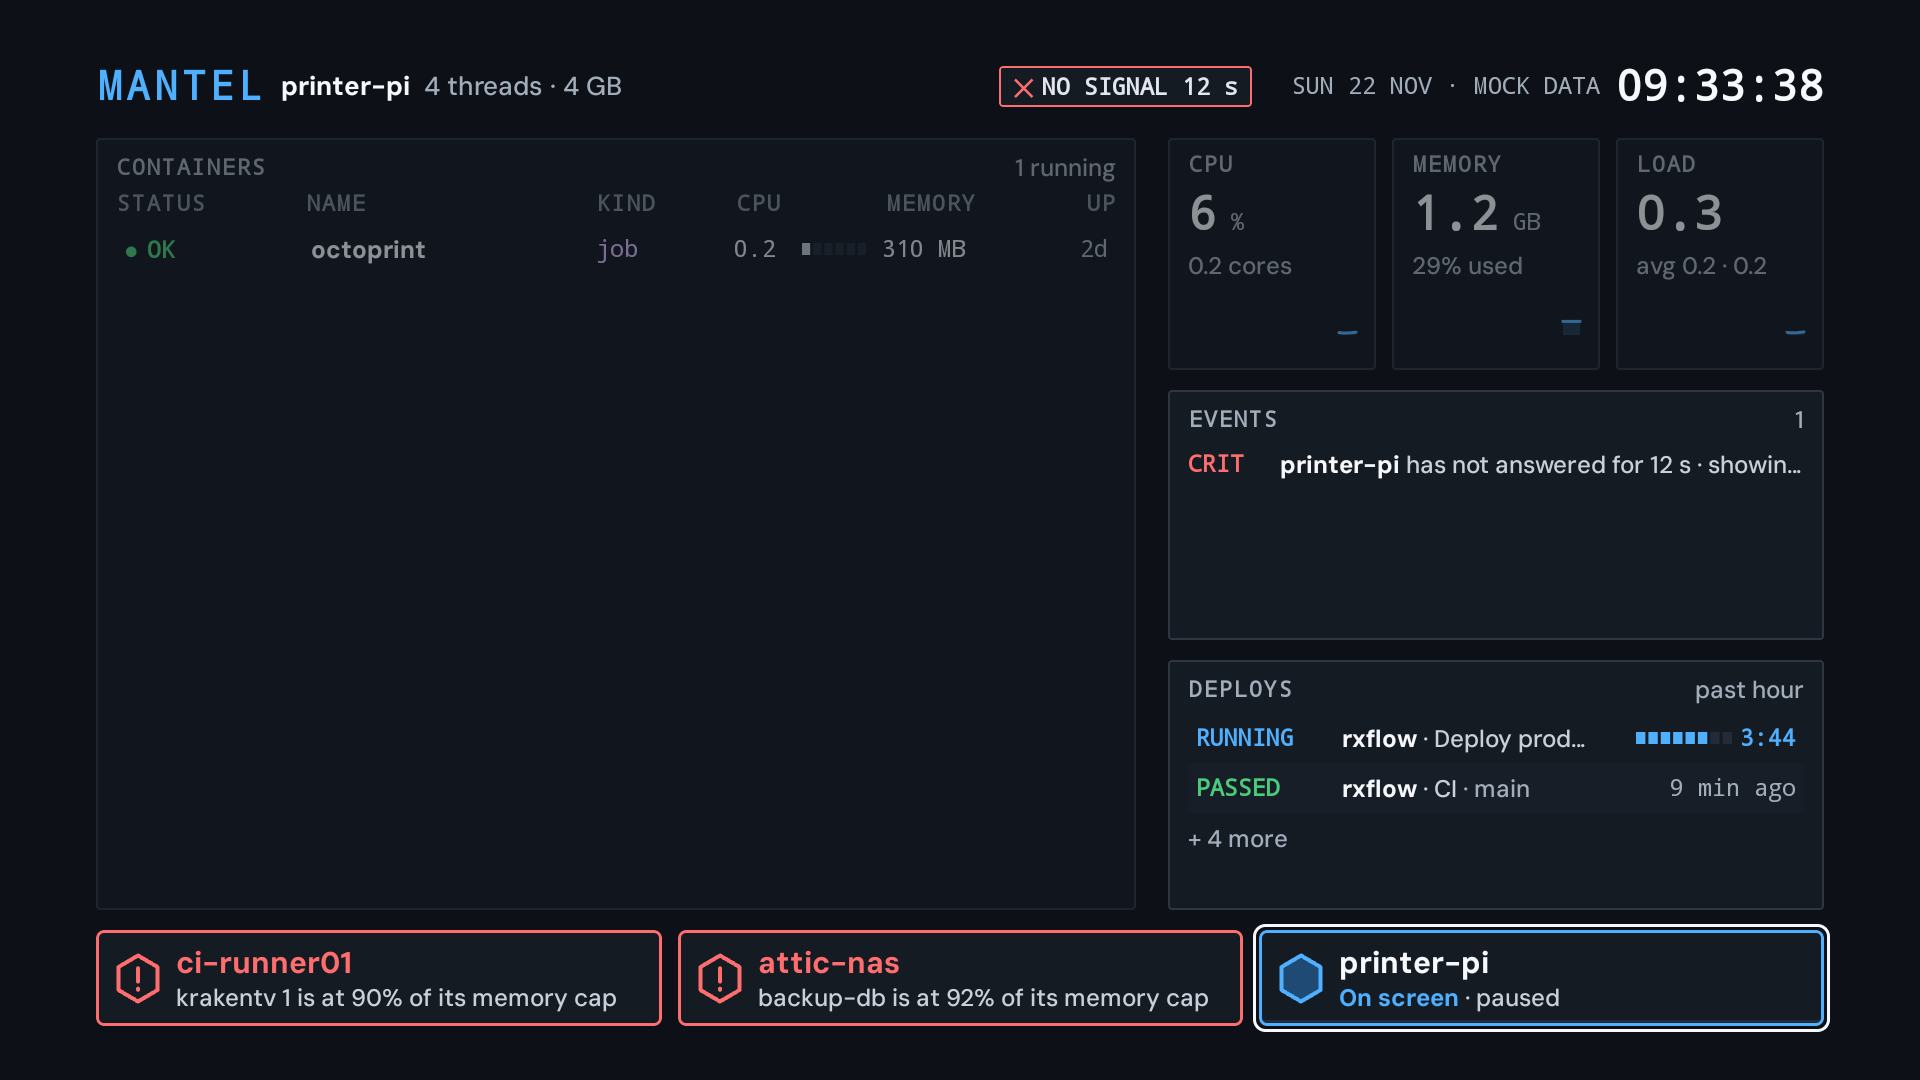 MANTEL printer-pi 4 threads · 4 GB
NO SIGNAL 12 s
SUN 22 NOV · MOCK DATA 09:33:38
CONTAINERS 1 running
STATUS NAME KIND CPU MEMORY UP
OK octoprint job 0.2 310 MB 2d
CPU
6 %
0.2 cores
MEMORY
1.2 GB
29% used
LOAD
0.3
avg 0.2 · 0.2
EVENTS 1
CRIT printer-pi has not answered for 12 s · showin…
DEPLOYS past hour
RUNNING rxflow · Deploy prod… 3:44
PASSED rxflow · CI · main 9 min ago
+ 4 more
ci-runner01
krakentv 1 is at 90% of its memory cap
attic-nas
backup-db is at 92% of its memory cap
printer-pi
On screen · paused